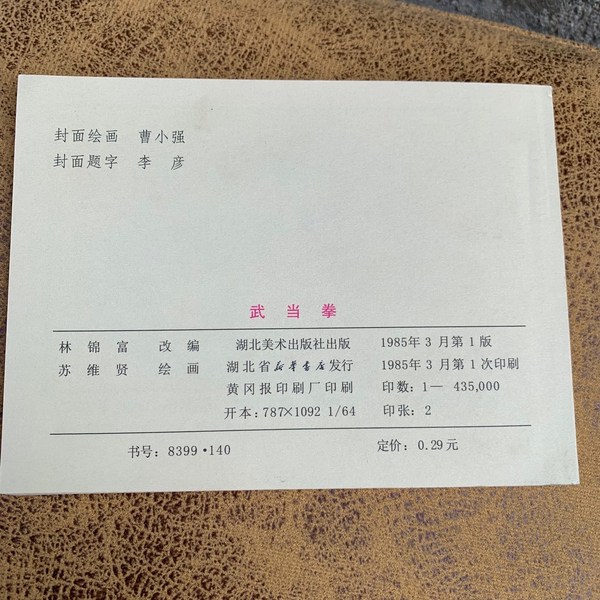 封面绘画 曹小强
封面题字 李彦
武当拳
林锦富 改编 湖北美术出版社出版 1985年3月第1版
苏维贤 绘画 湖北省新华书店发行 1985年3月第1次印刷
黄冈报印刷厂印刷 印数：1— 435,000
开本：787×1092 1/64 印张：2
书号：8399·140 定价：0.29元